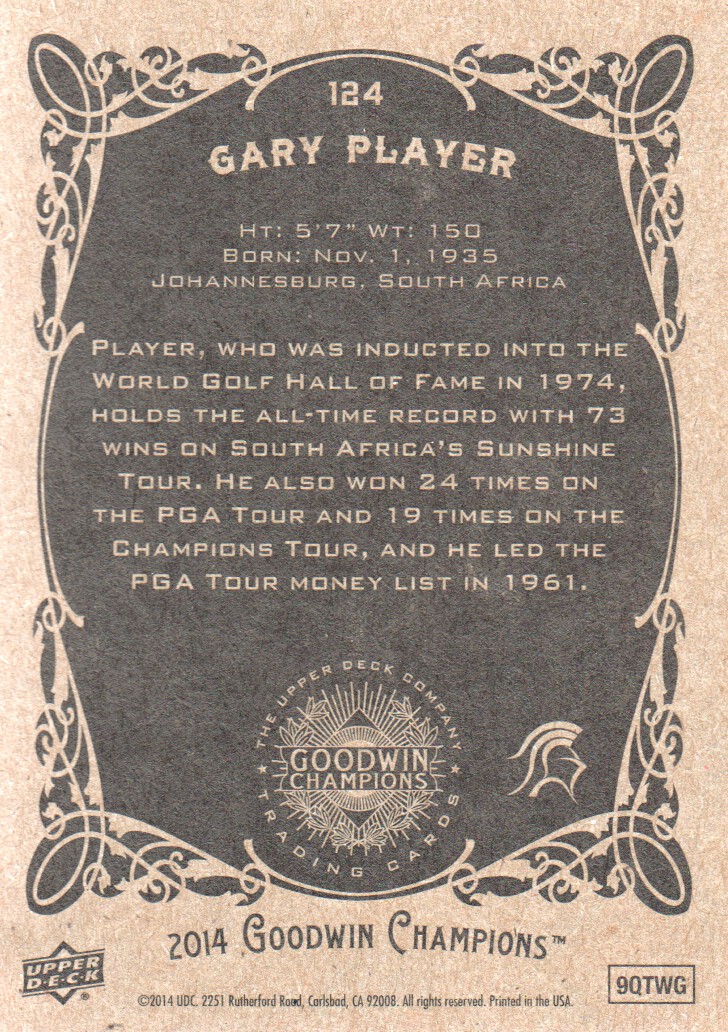 124
GARY PLAYER
HT: 5'7" WT: 150
BORN: NOV. 1, 1935
JOHANNESBURG, SOUTH AFRICA
PLAYER, WHO WAS INDUCTED INTO THE
WORLD GOLF HALL OF FAME IN 1974,
HOLDS THE ALL-TIME RECORD WITH 73
WINS ON SOUTH AFRICA'S SUNSHINE
TOUR. HE ALSO WON 24 TIMES ON
THE PGA TOUR AND 19 TIMES ON THE
CHAMPIONS TOUR, AND HE LED THE
PGA TOUR MONEY LIST IN 1961.
THE UPPER DECK COMPANY
GOODWIN
CHAMPIONS
TRADING CARDS
2014 GOODWIN CHAMPIONS™
UPPER
D·E·C·K®
©2014 UDC. 2251 Rutherford Road, Carlsbad, CA 92008. All rights reserved. Printed in the USA.
9QTWG